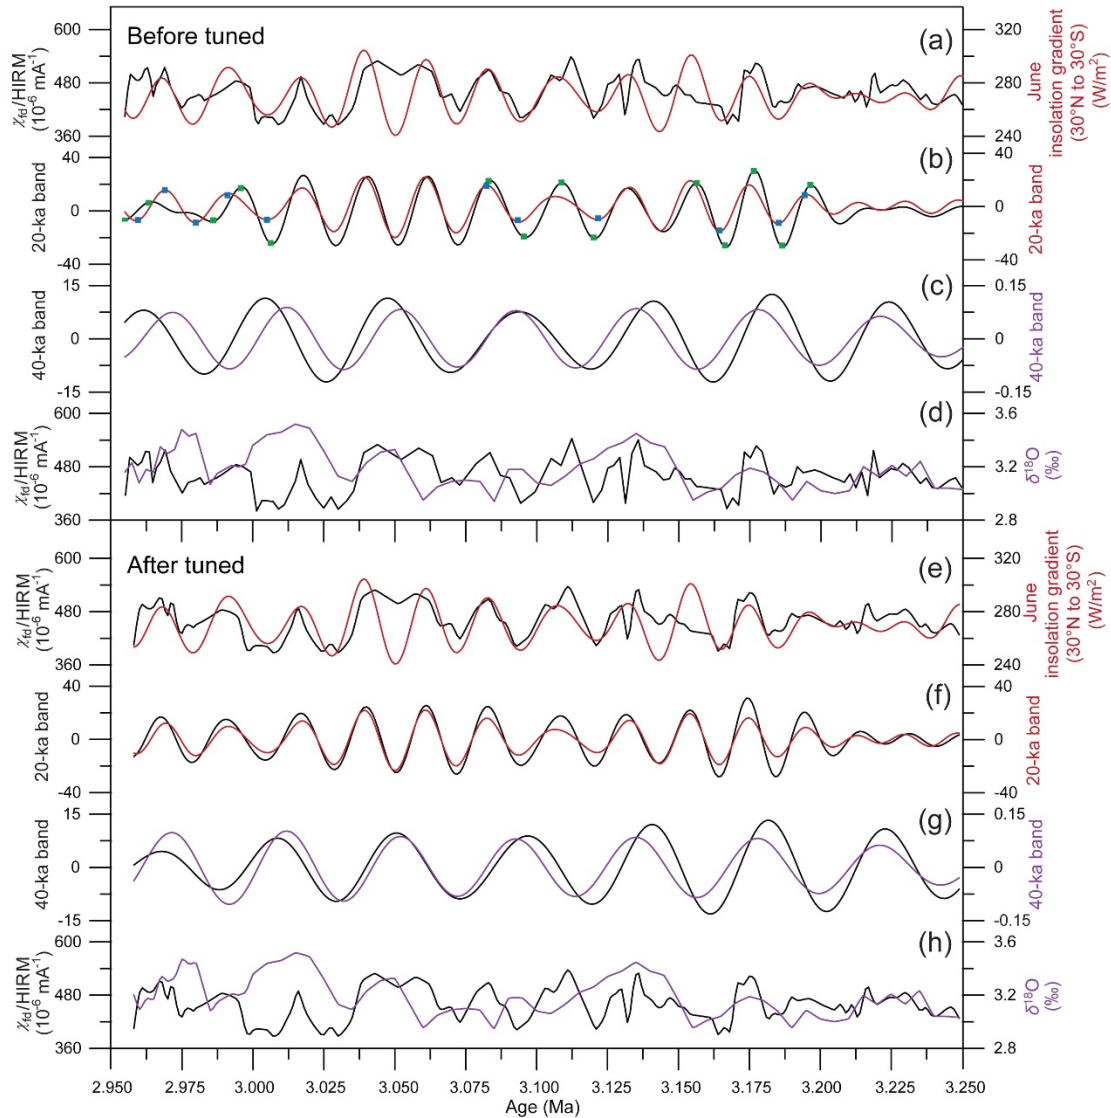 Before tuned
(a)
600
480
360
χfd/HIRM
(10⁻⁶ mA⁻¹)
320
280
240
June
insolation gradient
(30°N to 30°S)
(W/m²)
(b)
40
0
-40
20-ka band
40
0
-40
20-ka band
(c)
15
0
-15
40-ka band
0.15
0
-0.15
40-ka band
(d)
600
480
360
χfd/HIRM
(10⁻⁶ mA⁻¹)
3.6
3.2
2.8
δ¹⁸O
(‰)
After tuned
(e)
600
480
360
χfd/HIRM
(10⁻⁶ mA⁻¹)
320
280
240
June
insolation gradient
(30°N to 30°S)
(W/m²)
(f)
40
0
-40
20-ka band
40
0
-40
20-ka band
(g)
15
0
-15
40-ka band
0.15
0
-0.15
40-ka band
(h)
600
480
360
χfd/HIRM
(10⁻⁶ mA⁻¹)
3.6
3.2
2.8
δ¹⁸O
(‰)
2.950 2.975 3.000 3.025 3.050 3.075 3.100 3.125 3.150 3.175 3.200 3.225 3.250
Age (Ma)